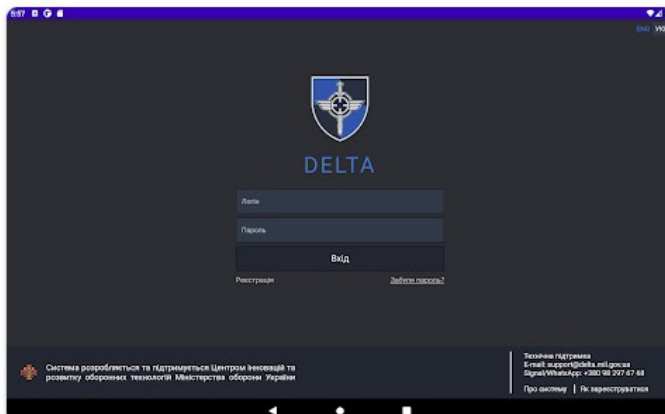 8:57
ENG УКР
DELTA
Логін
Пароль
Вхід
Реєстрація
Забули пароль?
Система розробляється та підтримується Центром інновацій та
розвитку оборонних технологій Міністерства оборони України
Технічна підтримка
E-mail: support@delta.mil.gov.ua
Signal/WhatsApp: +380 98 297 67 68
Про систему | Як зареєструватися